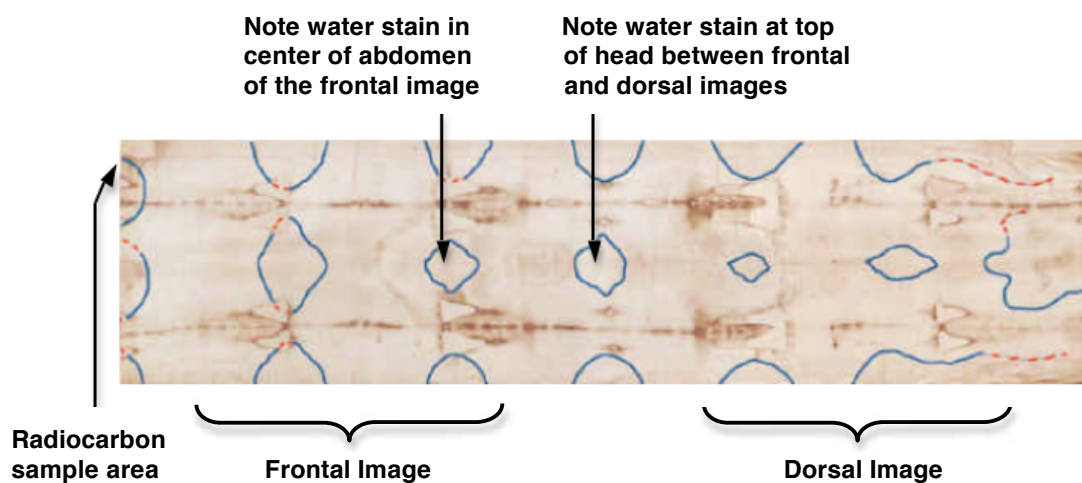 Note water stain in
center of abdomen
of the frontal image
Note water stain at top
of head between frontal
and dorsal images
Radiocarbon
sample area
Frontal Image
Dorsal Image